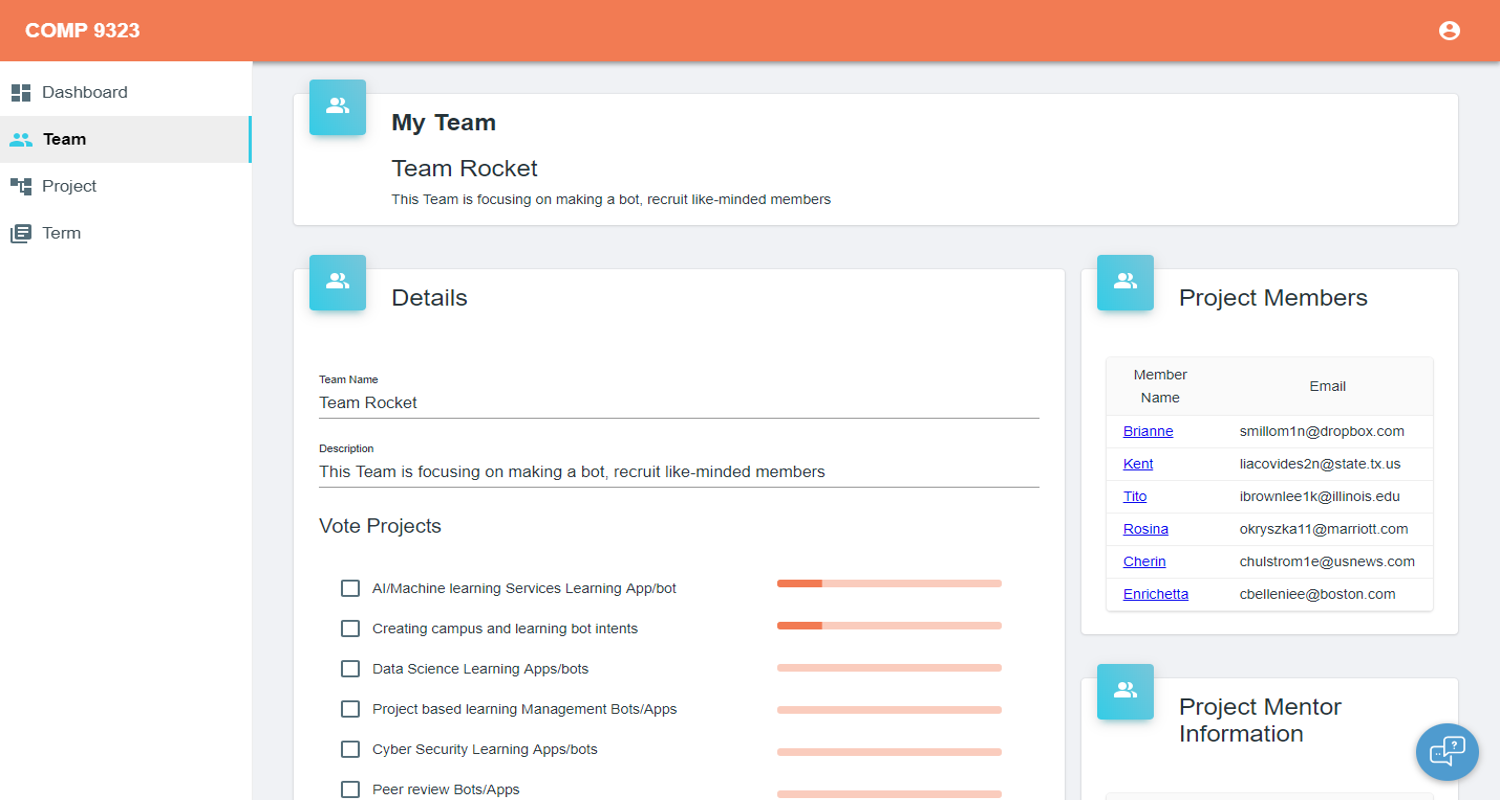 COMP 9323
Dashboard
Team
Project
Term
My Team
Team Rocket
This Team is focusing on making a bot, recruit like-minded members
Details
Team Name
Team Rocket
Description
This Team is focusing on making a bot, recruit like-minded members
Vote Projects
AI/Machine learning Services Learning App/bot
Creating campus and learning bot intents
Data Science Learning Apps/bots
Project based learning Management Bots/Apps
Cyber Security Learning Apps/bots
Peer review Bots/Apps
Project Members
Member
Name
Email
Brianne smillom1n@dropbox.com
Kent liacovides2n@state.tx.us
Tito ibrownlee1k@illinois.edu
Rosina okryszka11@marriott.com
Cherin chulstrom1e@usnews.com
Enrichetta cbelleniee@boston.com
Project Mentor
Information
?